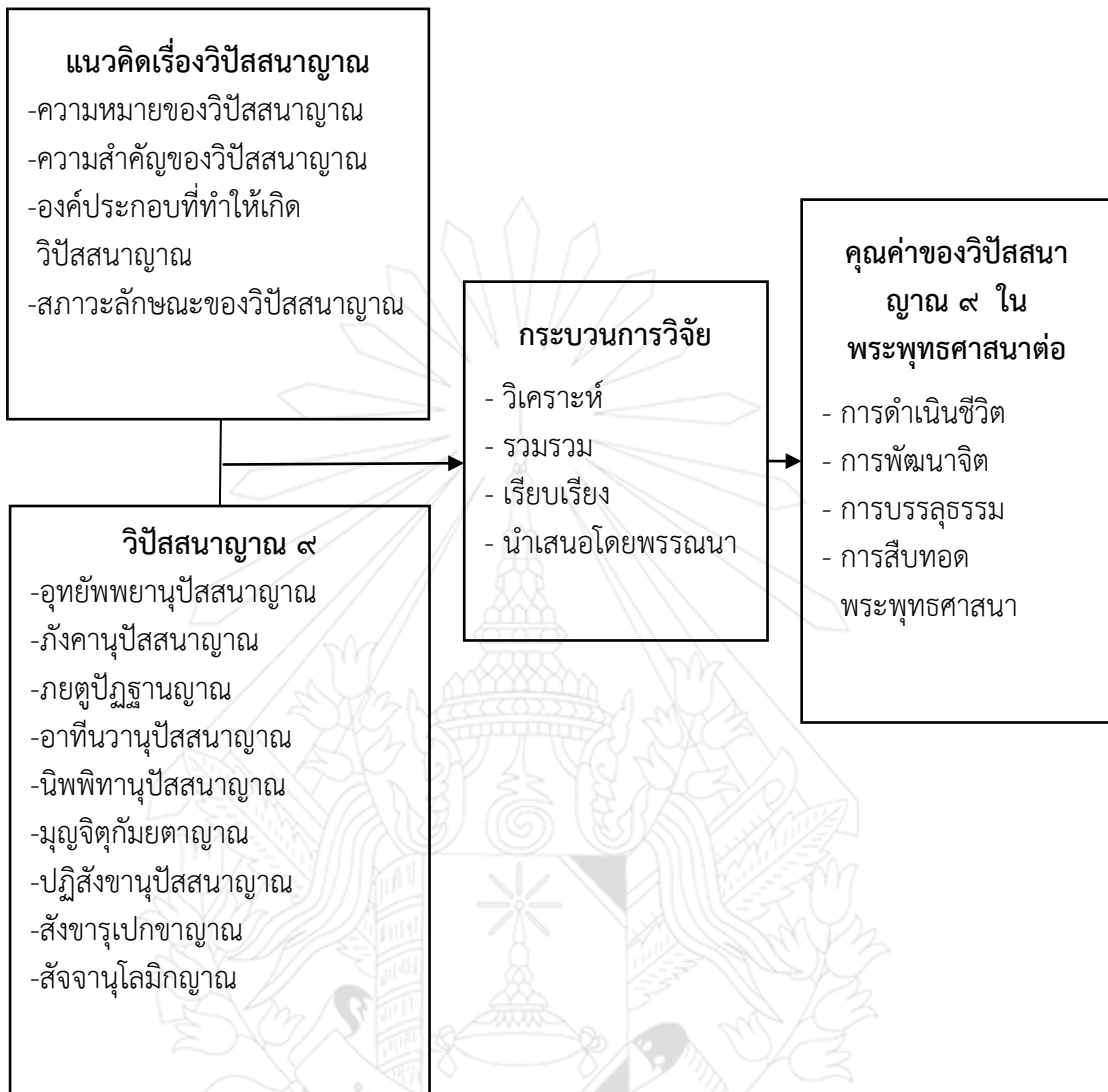 แนวคิดเรื่องวิปัสสนาญาณ
-ความหมายของวิปัสสนาญาณ
-ความสำคัญของวิปัสสนาญาณ
-องค์ประกอบที่ทำให้เกิด
วิปัสสนาญาณ
-สภาวะลักษณะของวิปัสสนาญาณ
วิปัสสนาญาณ ๙
-อุทยัพพยานุปัสสนาญาณ
-ภังคานุปัสสนาญาณ
-ภยตูปัฏฐานญาณ
-อาทีนวานุปัสสนาญาณ
-นิพพิทานุปัสสนาญาณ
-มุญจิตุกัมยตาญาณ
-ปฏิสังขานุปัสสนาญาณ
-สังขารุเปกขาญาณ
-สัจจานุโลมิกญาณ
กระบวนการวิจัย
- วิเคราะห์
- รวมรวม
- เรียบเรียง
- นำเสนอโดยพรรณนา
คุณค่าของวิปัสสนา
ญาณ ๙ ใน
พระพุทธศาสนาต่อ
- การดำเนินชีวิต
- การพัฒนาจิต
- การบรรลุธรรม
- การสืบทอด
พระพุทธศาสนา